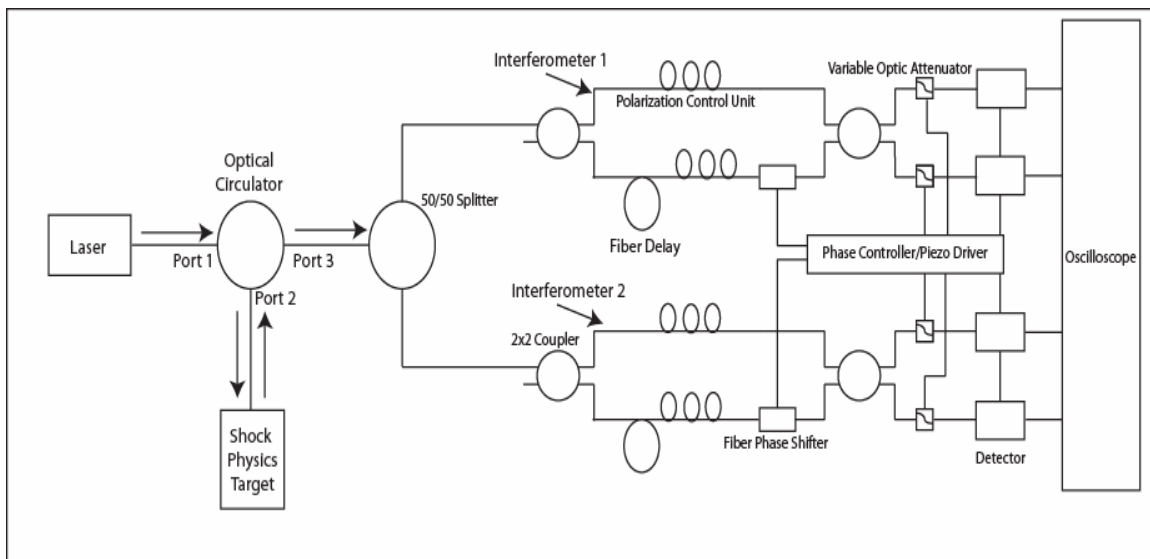 Interferometer 1
Variable Optic Attenuator
Polarization Control Unit
Optical
Circulator
50/50 Splitter
Laser
Port 1
Port 3
Fiber Delay
Phase Controller/Piezo Driver
Oscilloscope
Port 2
Interferometer 2
2x2 Coupler
Shock
Physics
Target
Fiber Phase Shifter
Detector